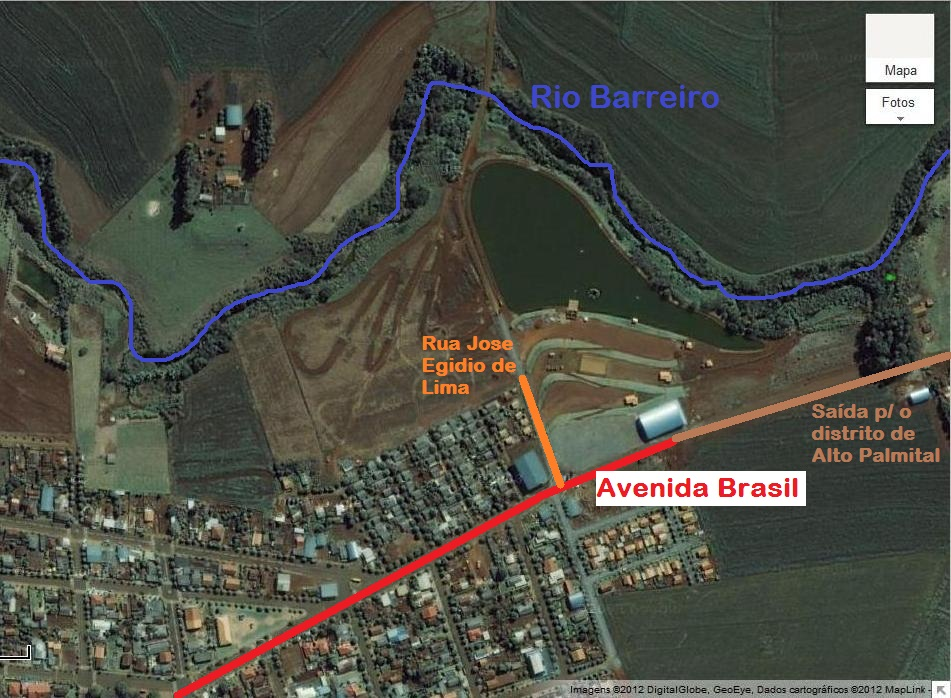 Mapa
Fotos
Rio Barreiro
Rua Jose
Egidio de
Lima
Saída p/ o
distrito de
Alto Palmital
Avenida Brasil
Imagens ©2012 DigitalGlobe, GeoEye, Dados cartográficos ©2012 MapLink -